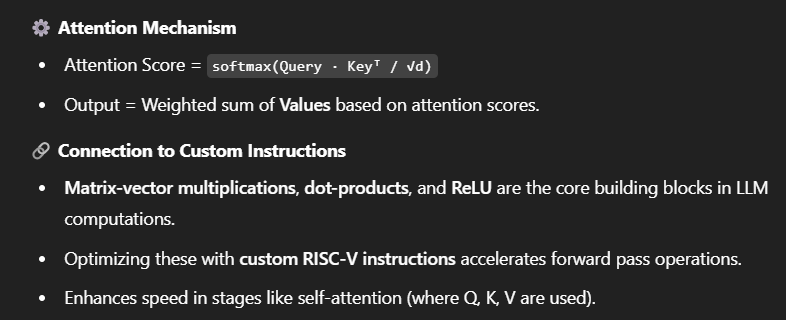 ⚙️ Attention Mechanism
• Attention Score = softmax(Query · Keyᵀ / √d)
• Output = Weighted sum of Values based on attention scores.
🔗 Connection to Custom Instructions
• Matrix-vector multiplications, dot-products, and ReLU are the core building blocks in LLM
computations.
• Optimizing these with custom RISC-V instructions accelerates forward pass operations.
• Enhances speed in stages like self-attention (where Q, K, V are used).